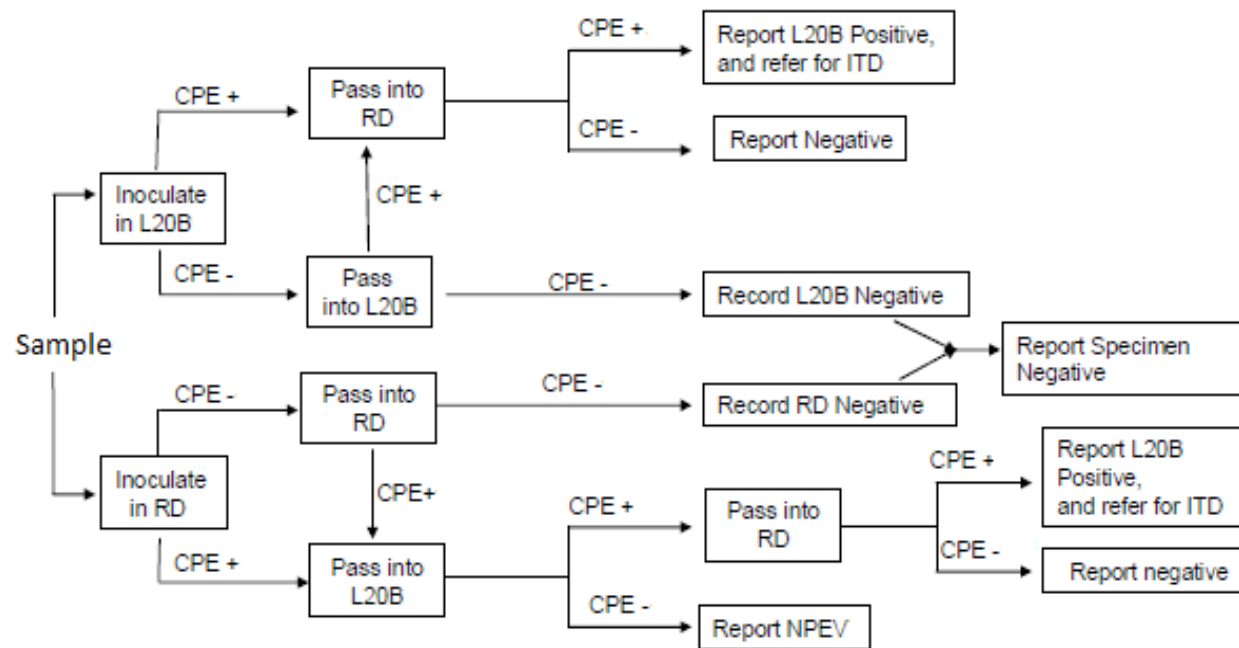 CPE +
Report L20B Positive,
and refer for ITD
CPE +
Pass into
RD
CPE -
Report Negative
Inoculate
in L20B
CPE +
CPE -
Pass
into L20B
CPE -
Record L20B Negative
Sample
Report Specimen
Negative
CPE -
Pass into
RD
CPE -
Record RD Negative
Inoculate
in RD
CPE+
CPE +
Pass into
RD
CPE +
Report L20B
Positive,
and refer for ITD
CPE +
Pass into
L20B
CPE -
Report negative
CPE -
Report NPEV